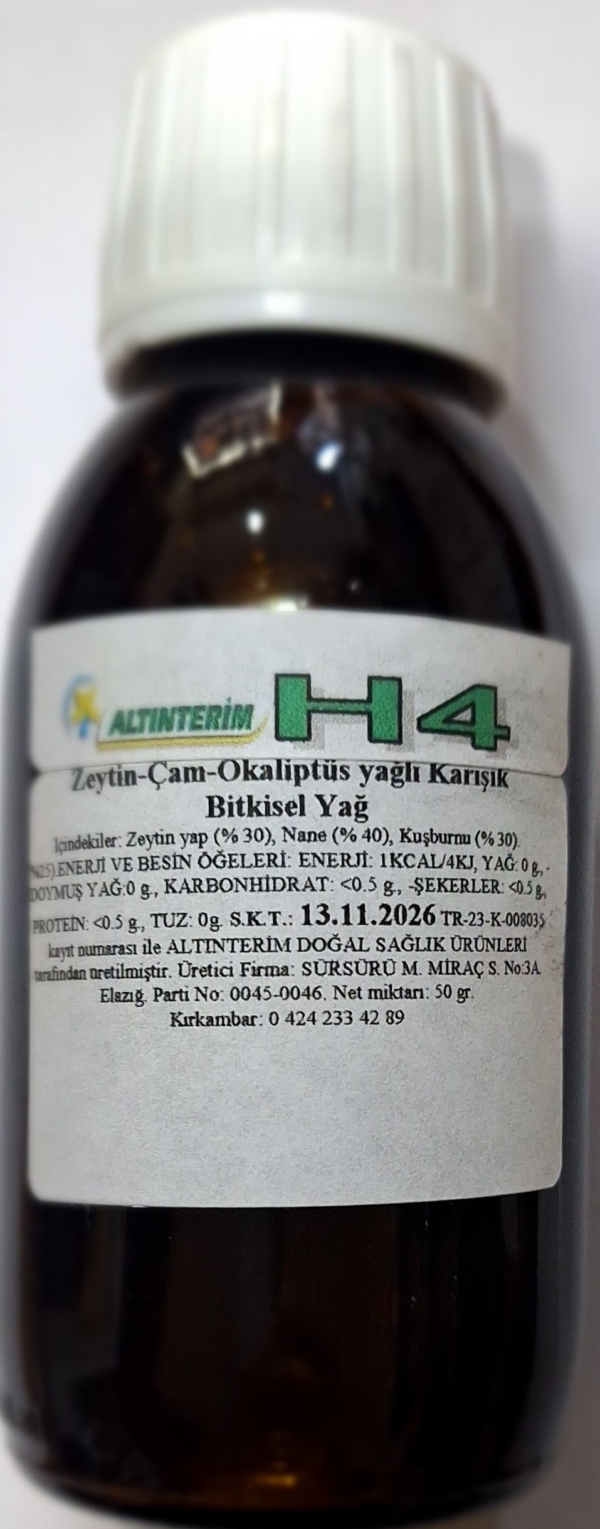 ALTINTERİM H4
Zeytin-Çam-Okaliptüs yağlı Karışık
Bitkisel Yağ
İçindekiler: Zeytin yap (% 30), Nane (% 40), Kuşburnu (% 30).
%25).ENERJİ VE BESİN ÖĞELERİ: ENERJİ: 1KCAL/4KJ, YAĞ: 0 g., -
DOYMUŞ YAĞ:0 g., KARBONHİDRAT: <0.5 g., -ŞEKERLER: <0.5 g,
PROTEİN: <0.5 g., TUZ: 0g. S.K.T.: 13.11.2026 TR-23-K-008035
kayıt numarası ile ALTINTERİM DOĞAL SAĞLIK ÜRÜNLERİ
tarafından üretilmiştir. Üretici Firma: SÜRSÜRÜ M. MİRAÇ S. No:3A
Elazığ. Parti No: 0045-0046. Net miktarı: 50 gr.
Kırkambar: 0 424 233 42 89